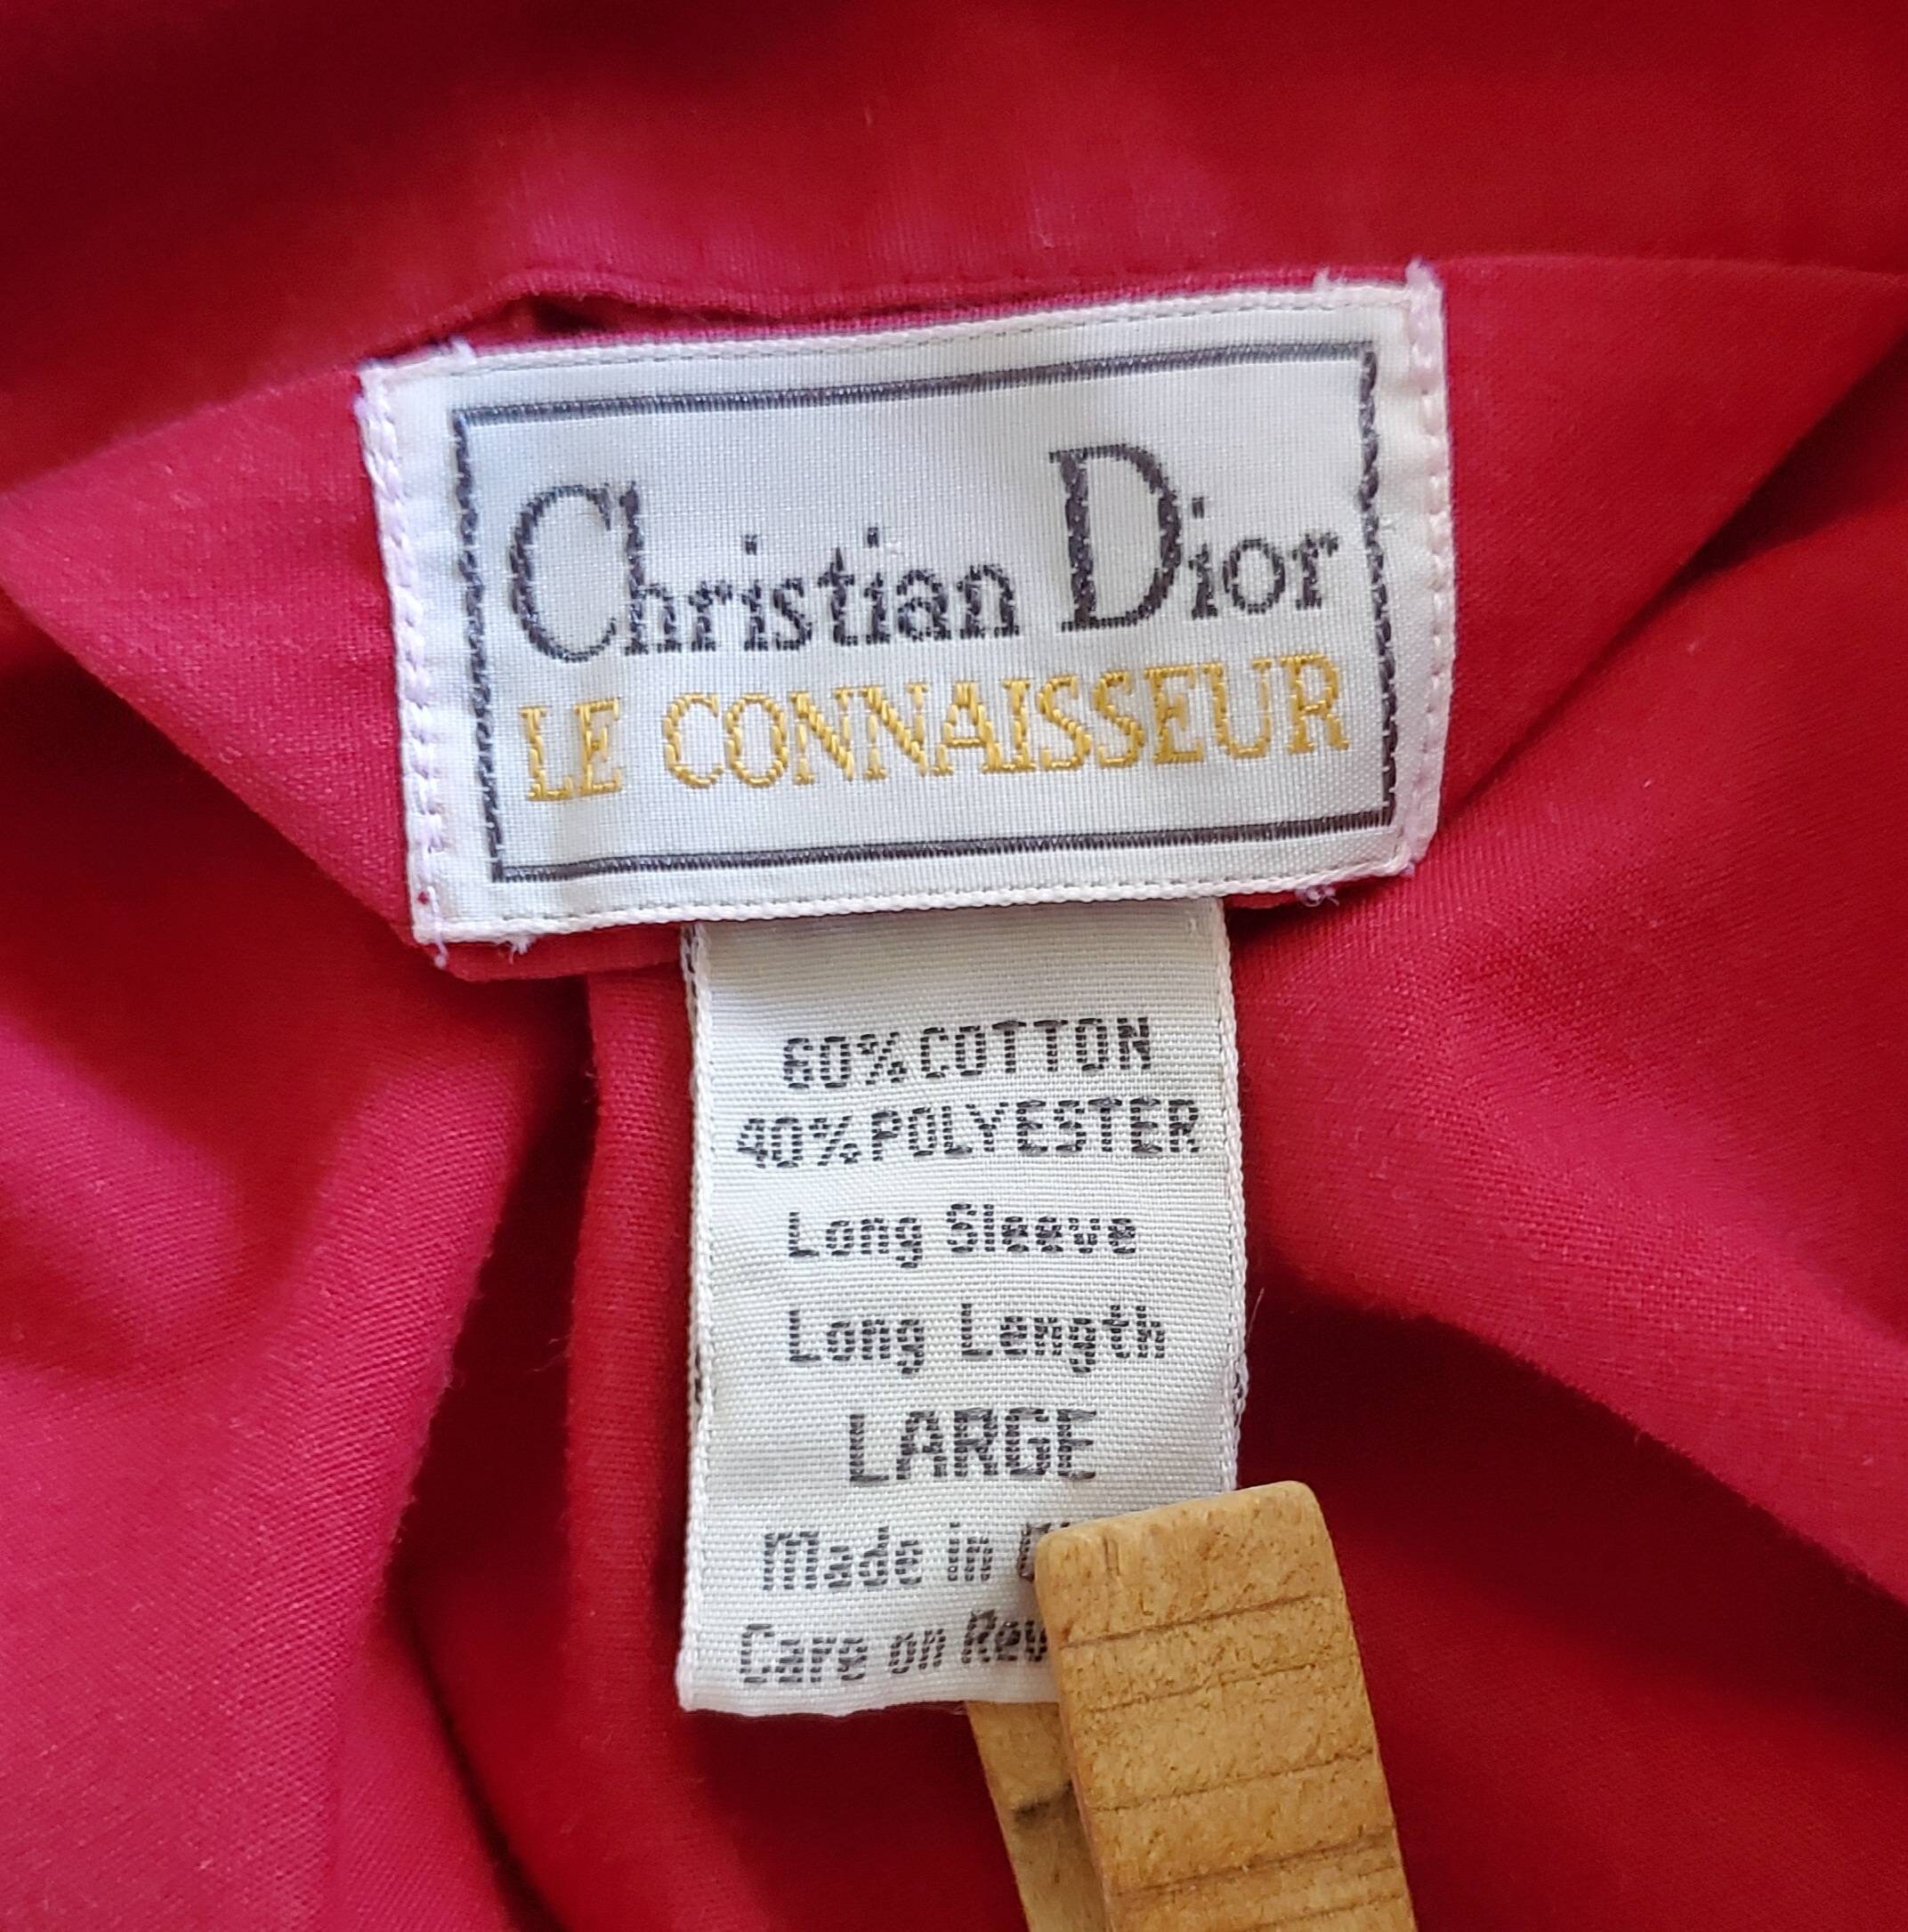 Christian Dior
LE CONNAISSEUR
60%COTTON
40%POLYESTER
Long Sleeve
Long Length
LARGE
Made in
Care on